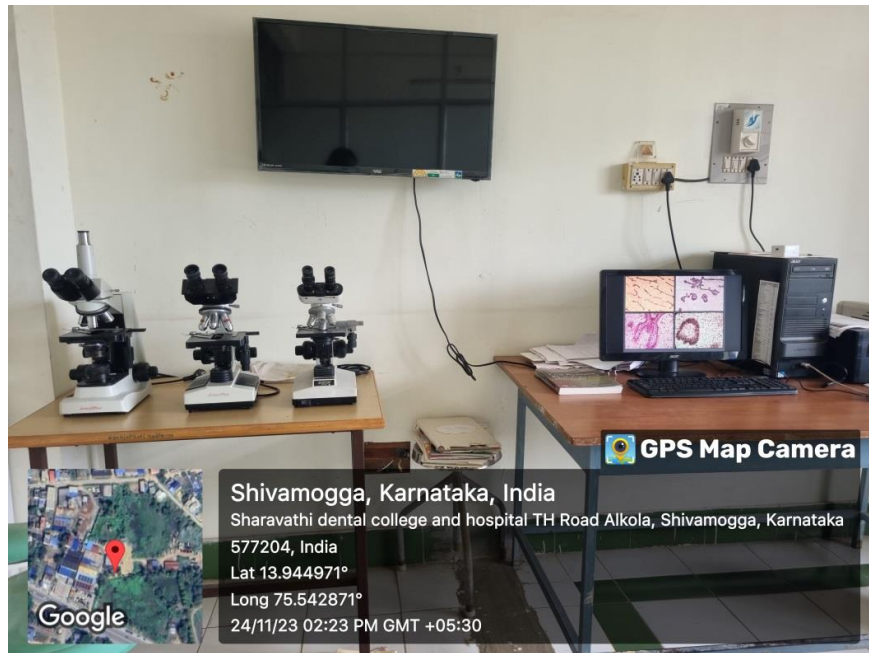 GPS Map Camera
Shivamogga, Karnataka, India
Sharavathi dental college and hospital TH Road Alkola, Shivamogga, Karnataka
577204, India
Lat 13.944971°
Long 75.542871°
24/11/23 02:23 PM GMT +05:30
Google